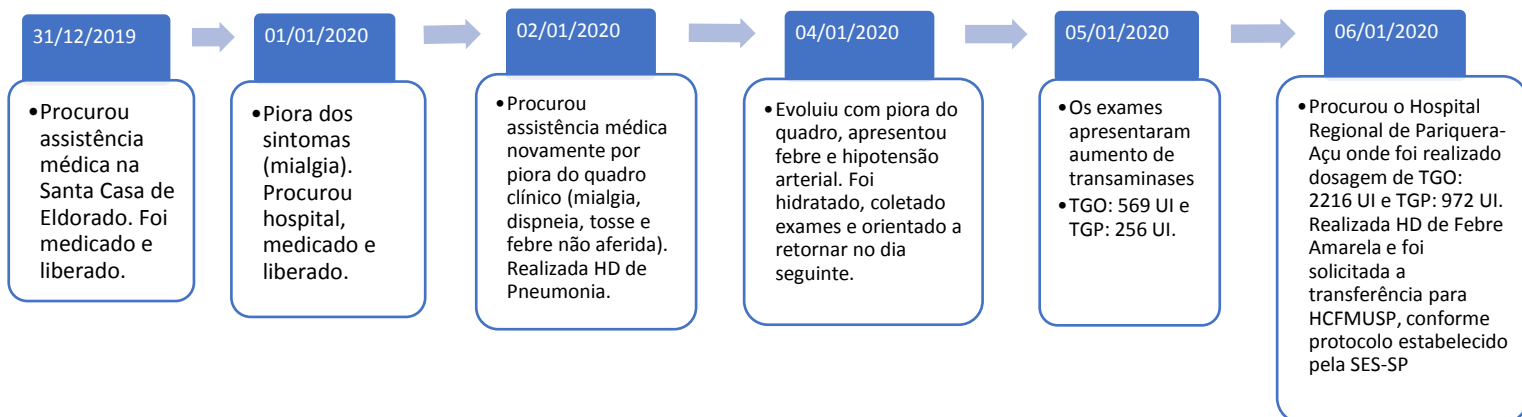 31/12/2019
•Procurou
assistência
médica na
Santa Casa de
Eldorado. Foi
medicado e
liberado.
01/01/2020
•Piora dos
sintomas
(mialgia).
Procurou
hospital,
medicado e
liberado.
02/01/2020
•Procurou
assistência médica
novamente por
piora do quadro
clínico (mialgia,
dispneia, tosse e
febre não aferida).
Realizada HD de
Pneumonia.
04/01/2020
•Evoluiu com piora do
quadro, apresentou
febre e hipotensão
arterial. Foi
hidratado, coletado
exames e orientado a
retornar no dia
seguinte.
05/01/2020
•Os exames
apresentaram
aumento de
transaminases
•TGO: 569 UI e
TGP: 256 UI.
06/01/2020
•Procurou o Hospital
Regional de Pariquera-
Açu onde foi realizado
dosagem de TGO:
2216 UI e TGP: 972 UI.
Realizada HD de Febre
Amarela e foi
solicitada a
transferência para
HCFMUSP, conforme
protocolo estabelecido
pela SES-SP